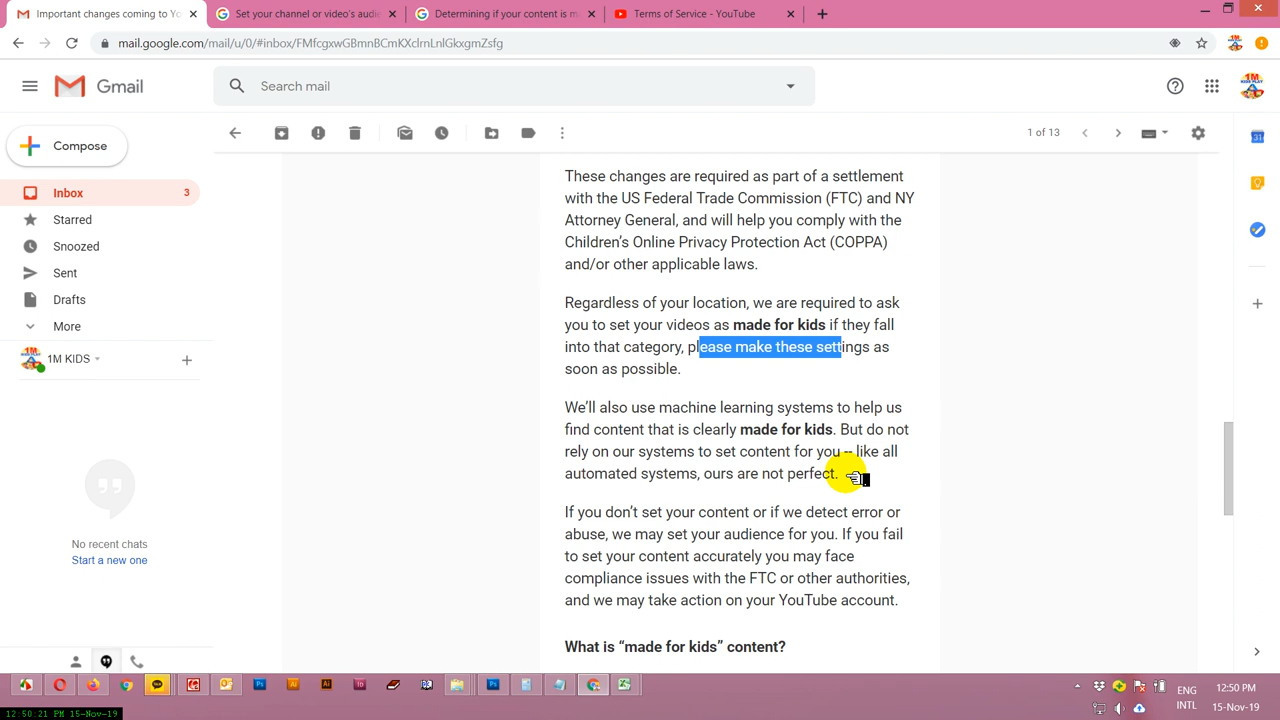 Important changes coming to Yo
Set your channel or video's audie
Determining if your content is m
Terms of Service - YouTube
mail.google.com/mail/u/0/#inbox/FMfcgxwGBmnBCmKXclmLnlGkxgmZsfg
Gmail
Search mail
Compose
1 of 13
Inbox
3
Starred
Snoozed
Sent
Drafts
More
1M KIDS
No recent chats
Start a new one
These changes are required as part of a settlement
with the US Federal Trade Commission (FTC) and NY
Attorney General, and will help you comply with the
Children's Online Privacy Protection Act (COPPA)
and/or other applicable laws.
Regardless of your location, we are required to ask
you to set your videos as made for kids if they fall
into that category, please make these settings as
soon as possible.
We'll also use machine learning systems to help us
find content that is clearly made for kids. But do not
rely on our systems to set content for you -- like all
automated systems, ours are not perfect.
If you don't set your content or if we detect error or
abuse, we may set your audience for you. If you fail
to set your content accurately you may face
compliance issues with the FTC or other authorities,
and we may take action on your YouTube account.
What is "made for kids" content?
ENG
INTL
12:50 PM
15-Nov-19
12:50:21 PM 15-Nov-19